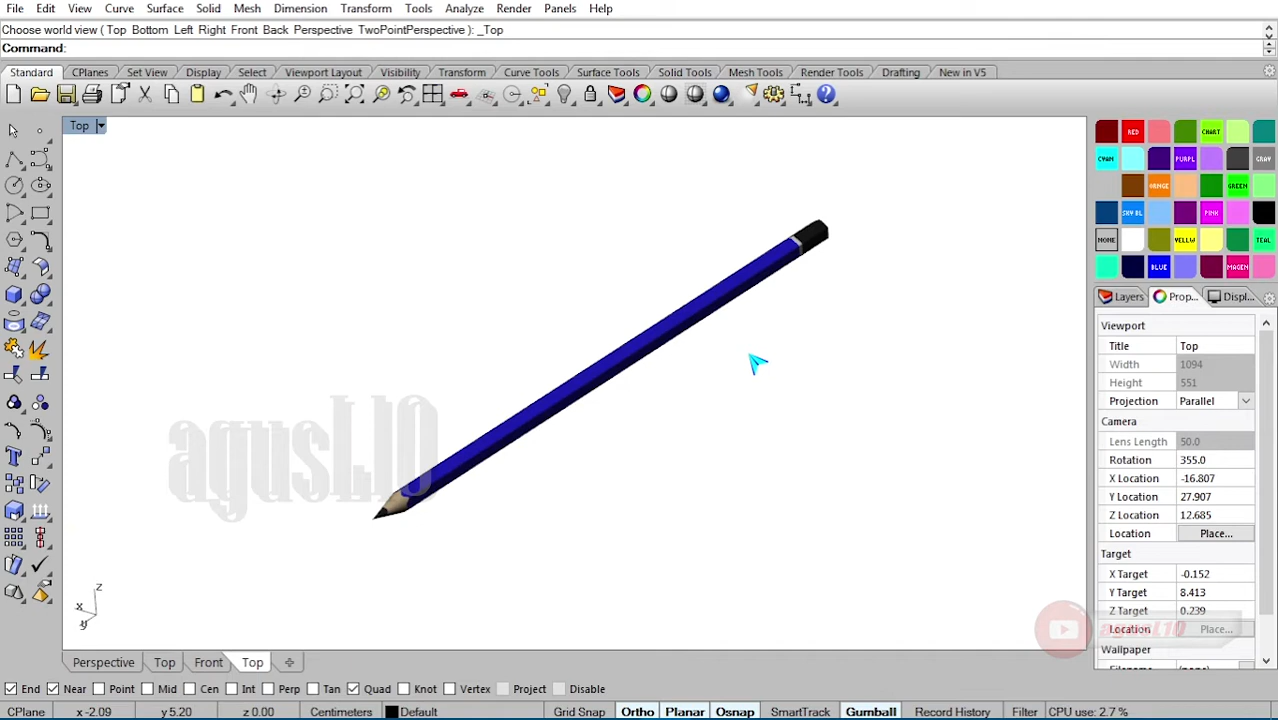 File Edit View Curve Surface Solid Mesh Dimension Transform Tools Analyze Render Panels Help
Choose world view ( Top Bottom Left Right Front Back Perspective TwoPointPerspective ): _Top
Command:
Standard CPlanes Set View Display Select Viewport Layout Visibility Transform Curve Tools Surface Tools Solid Tools Mesh Tools Render Tools Drafting New in V5
Top
RED CHART
CYAN PURPL GRAY
ORNGE GREEN
SKY BL PINK
NONE YELLW TEAL
BLUE MAGEN
Layers Prop... Displ...
Viewport
Title Top
Width 1094
Height 551
Projection Parallel
Camera
Lens Length 50.0
Rotation 355.0
X Location -16.807
Y Location 27.907
Z Location 12.685
Location Place...
Target
X Target -0.152
Y Target 8.413
Z Target 0.239
Location Place...
Wallpaper
agusL10
agusL10
z
x
y
Perspective Top Front Top
End Near Point Mid Cen Int Perp Tan Quad Knot Vertex Project Disable
CPlane x -2.09 y 5.20 z 0.00 Centimeters Default Grid Snap Ortho Planar Osnap SmartTrack Gumball Record History Filter CPU use: 2.7 %